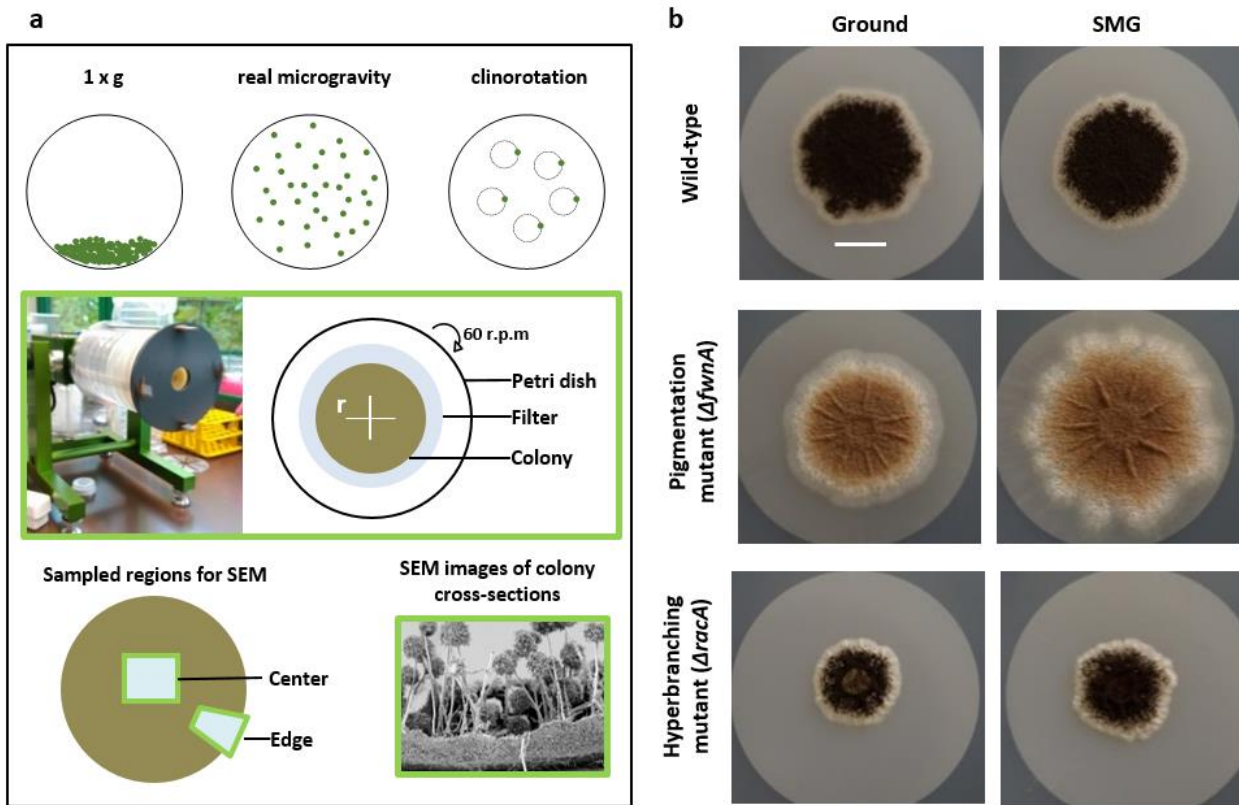 a
1 x g
real microgravity
clinorotation
60 r.p.m
r
Petri dish
Filter
Colony
Sampled regions for SEM
Center
Edge
SEM images of colony
cross-sections
b
Ground
SMG
Wild-type
Pigmentation
mutant (ΔfwnA)
Hyperbranching
mutant (ΔracA)